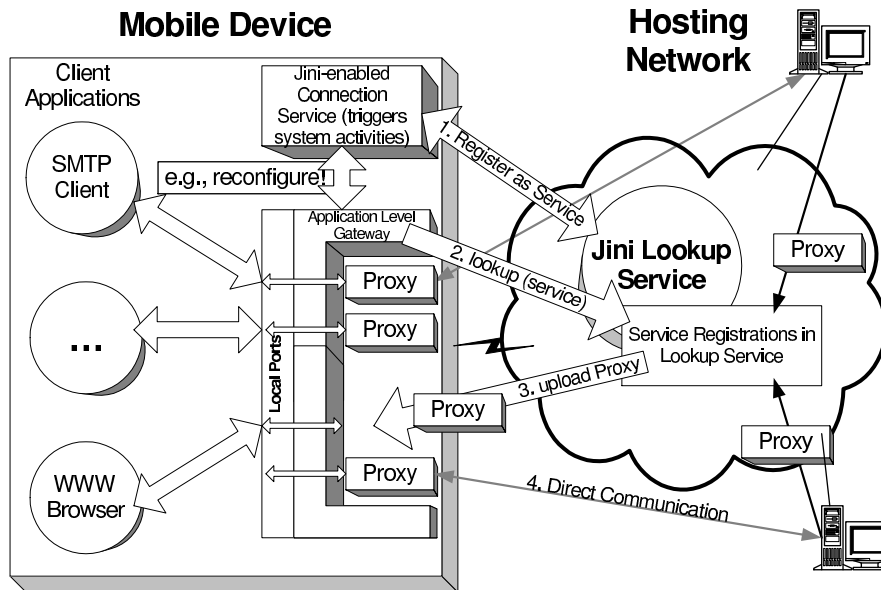 Mobile Device
Hosting
Network
Client
Applications
Jini-enabled
Connection
Service (triggers
system activities)
SMTP
Client
e.g., reconfigure!
1. Register as Service
Application Level
Gateway
2. lookup (service)
Jini Lookup
Service
Proxy
Proxy
Proxy
...
Local Ports
Service Registrations in
Lookup Service
3. upload Proxy
Proxy
Proxy
WWW
Browser
Proxy
4. Direct Communication